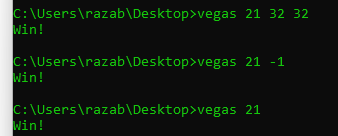 C:\Users\razab\Desktop>vegas 21 32 32
Win!
C:\Users\razab\Desktop>vegas 21 -1
Win!
C:\Users\razab\Desktop>vegas 21
Win!